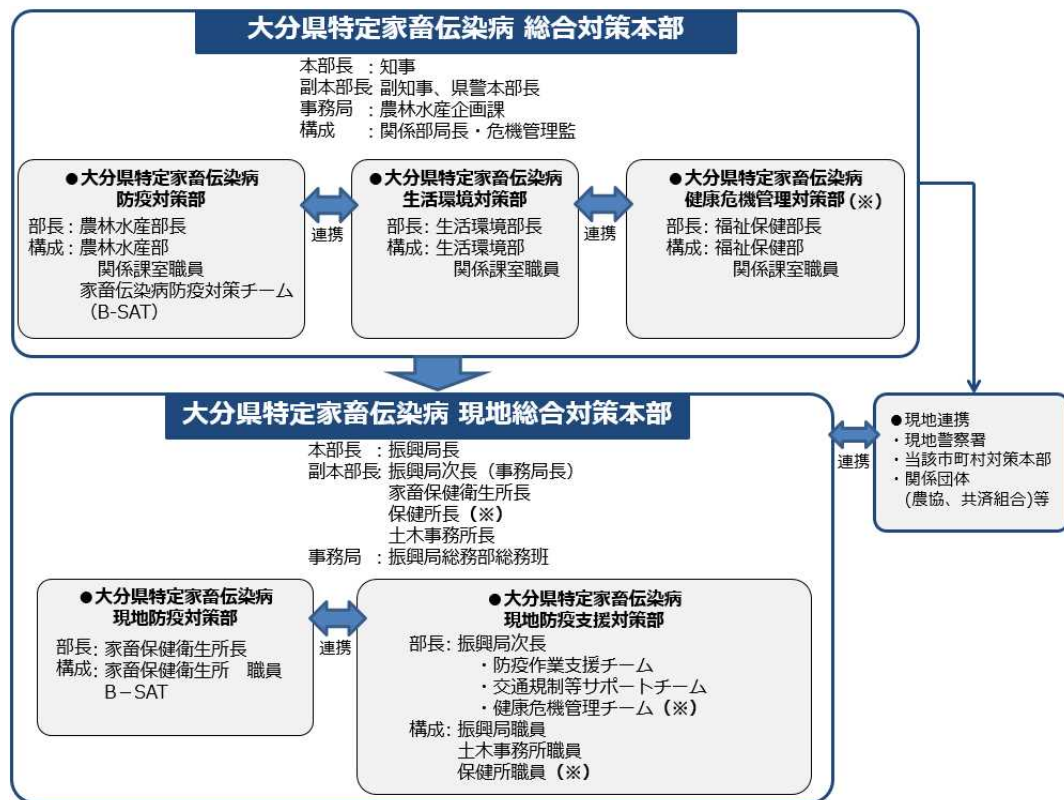 大分県特定家畜伝染病 総合対策本部
本部長 ：知事
副本部長：副知事、県警本部長
事務局 ：農林水産企画課
構成 ：関係部局長・危機管理監
●大分県特定家畜伝染病
防疫対策部
部長：農林水産部長
構成：農林水産部
関係課室職員
家畜伝染病防疫対策チーム
（B-SAT）
連携
●大分県特定家畜伝染病
生活環境対策部
部長：生活環境部長
構成：生活環境部
関係課室職員
連携
●大分県特定家畜伝染病
健康危機管理対策部(※)
部長：福祉保健部長
構成：福祉保健部
関係課室職員
大分県特定家畜伝染病 現地総合対策本部
本部長 ：振興局長
副本部長：振興局次長（事務局長）
家畜保健衛生所長
保健所長（※）
土木事務所長
事務局 ：振興局総務部総務班
連携
●現地連携
・現地警察署
・当該市町村対策本部
・関係団体
(農協、共済組合)等
●大分県特定家畜伝染病
現地防疫対策部
部長：家畜保健衛生所長
構成：家畜保健衛生所　職員
B－SAT
連携
●大分県特定家畜伝染病
現地防疫支援対策部
部長：振興局次長
・防疫作業支援チーム
・交通規制等サポートチーム
・健康危機管理チーム（※）
構成：振興局職員
土木事務所職員
保健所職員（※）